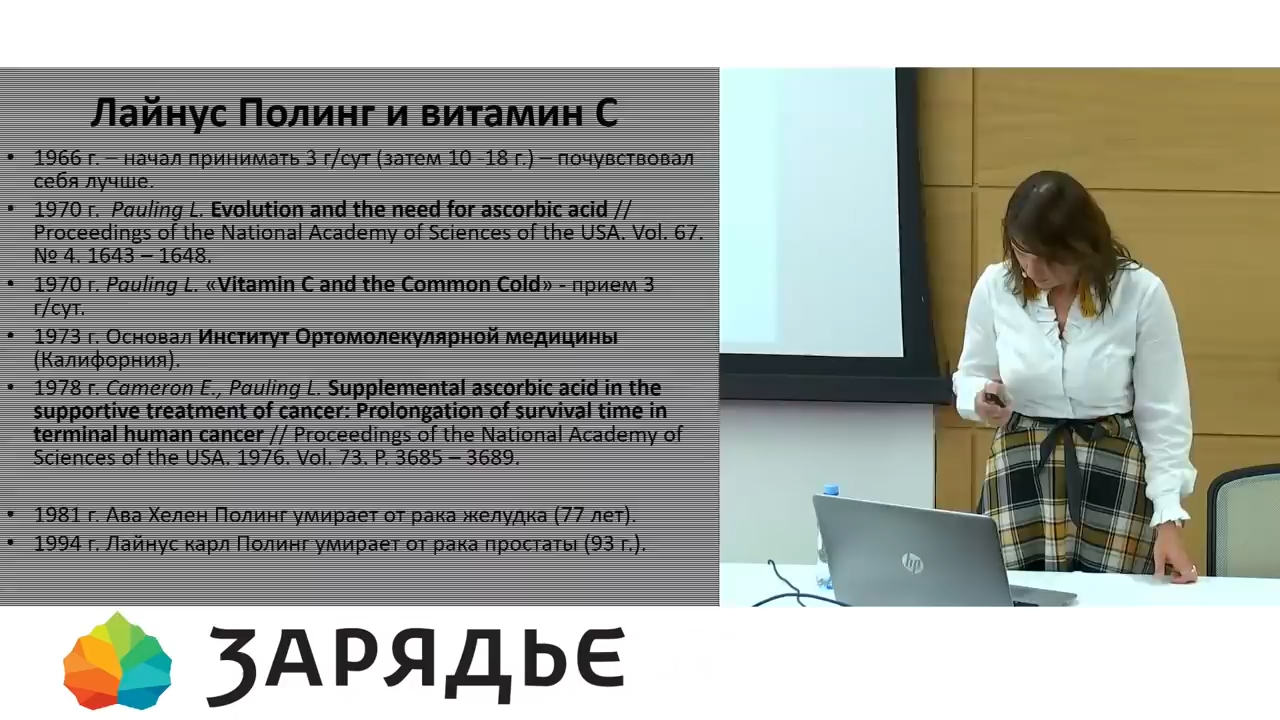 Лайнус Полинг и витамин С
• 1966 г. – начал принимать 3 г/сут (затем 10 -18 г.) – почувствовал
себя лучше.
• 1970 г. Pauling L. Evolution and the need for ascorbic acid //
Proceedings of the National Academy of Sciences of the USA. Vol. 67.
№ 4. 1643 – 1648.
• 1970 г. Pauling L. «Vitamin C and the Common Cold» - прием 3
г/сут.
• 1973 г. Основал Институт Ортомолекулярной медицины
(Калифорния).
• 1978 г. Cameron E., Pauling L. Supplemental ascorbic acid in the
supportive treatment of cancer: Prolongation of survival time in
terminal human cancer // Proceedings of the National Academy of
Sciences of the USA. 1976. Vol. 73. P. 3685 – 3689.
• 1981 г. Ава Хелен Полинг умирает от рака желудка (77 лет).
• 1994 г. Лайнус карл Полинг умирает от рака простаты (93 г.).
hp
ЗАРЯДЬЕ